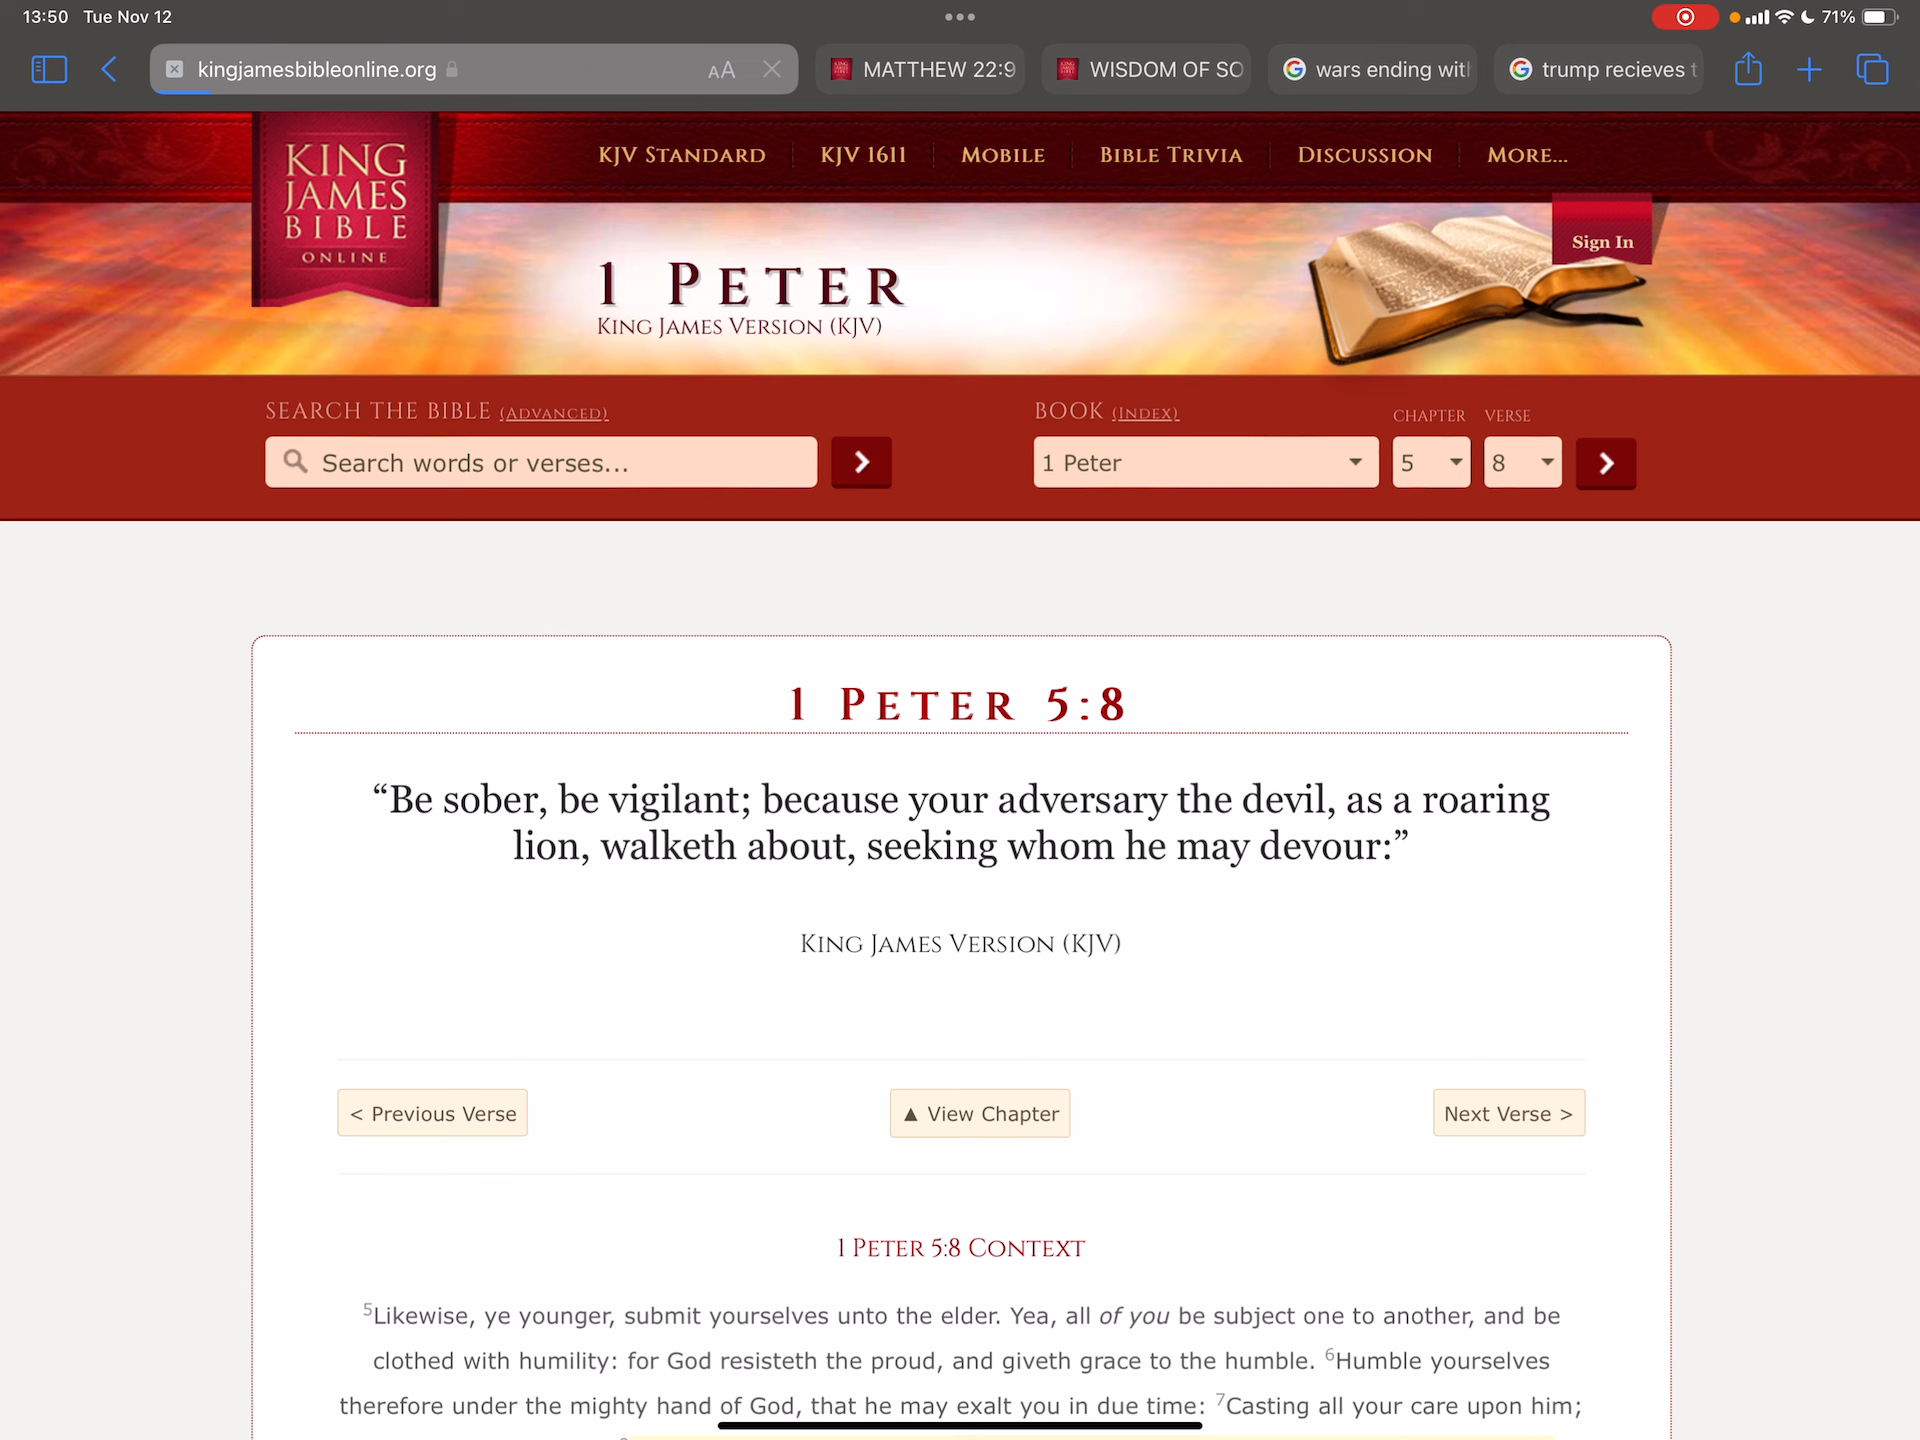 13:50 Tue Nov 12
71%
kingjamesbibleonline.org
AA
MATTHEW 22:9
WISDOM OF SO
wars ending with
trump recieves t
KING
JAMES
BIBLE
ONLINE
KJV STANDARD
KJV 1611
MOBILE
BIBLE TRIVIA
DISCUSSION
MORE...
Sign In
1 PETER
KING JAMES VERSION (KJV)
SEARCH THE BIBLE (ADVANCED)
BOOK (INDEX)
CHAPTER
VERSE
Search words or verses...
1 Peter
5
8
1 PETER 5:8
“Be sober, be vigilant; because your adversary the devil, as a roaring
lion, walketh about, seeking whom he may devour:”
KING JAMES VERSION (KJV)
< Previous Verse
▲ View Chapter
Next Verse >
1 PETER 5:8 CONTEXT
5Likewise, ye younger, submit yourselves unto the elder. Yea, all of you be subject one to another, and be
clothed with humility: for God resisteth the proud, and giveth grace to the humble. 6Humble yourselves
therefore under the mighty hand of God, that he may exalt you in due time: 7Casting all your care upon him;